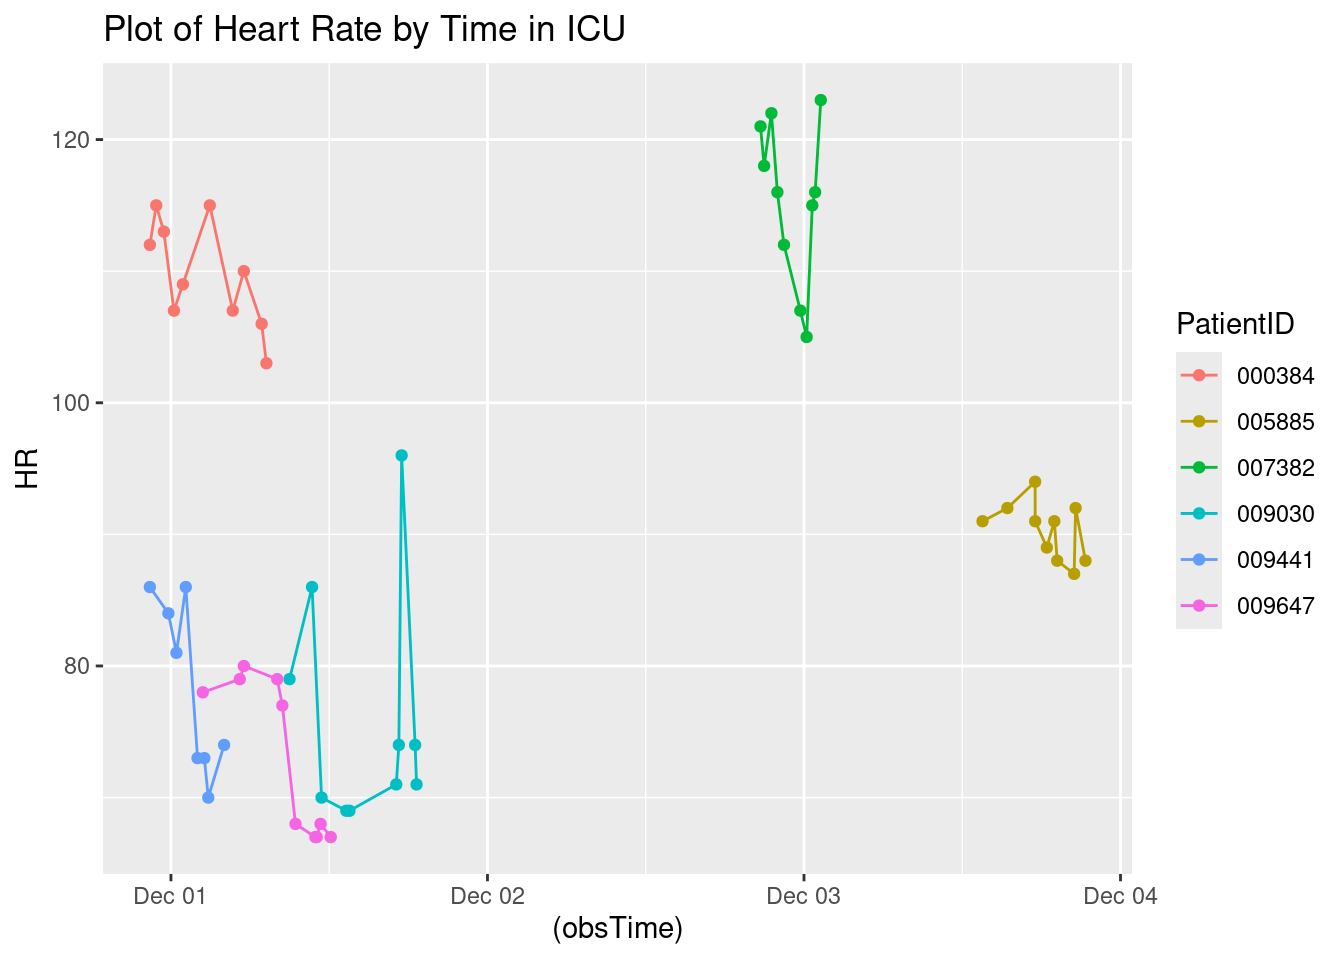 Plot of Heart Rate by Time in ICU
120
100
80
HR
Dec 01
Dec 02
Dec 03
Dec 04
(obsTime)
PatientID
000384
005885
007382
009030
009441
009647